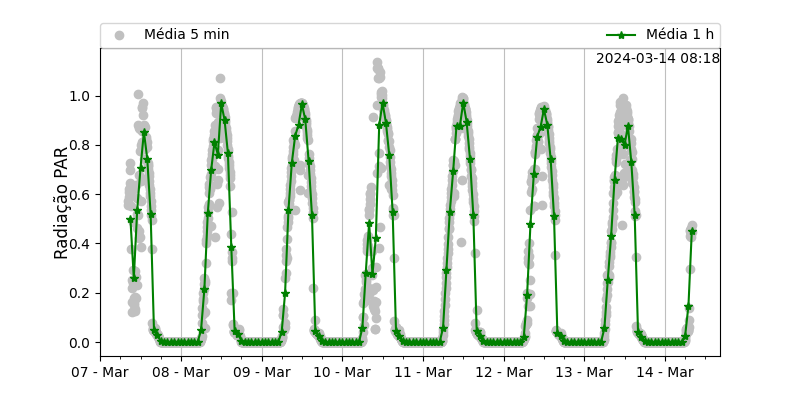 Média 5 min
Média 1 h
2024-03-14 08:18
Radiação PAR
1.0
0.8
0.6
0.4
0.2
0.0
07 - Mar
08 - Mar
09 - Mar
10 - Mar
11 - Mar
12 - Mar
13 - Mar
14 - Mar